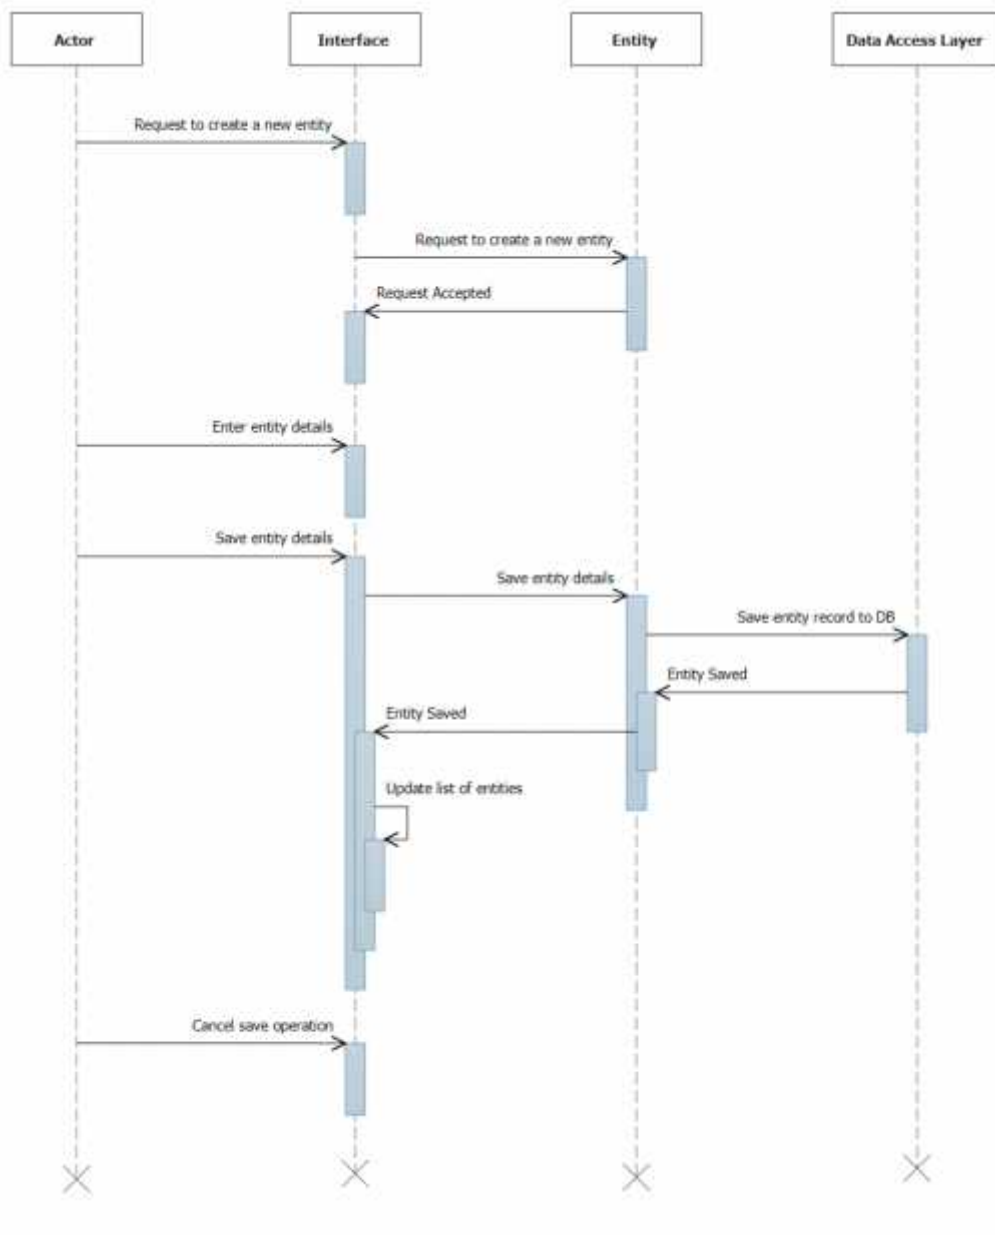 Actor
Interface
Entity
Data Access Layer
Request to create a new entity
Request to create a new entity
Request Accepted
Enter entity details
Save entity details
Save entity details
Save entity record to DB
Entity Saved
Entity Saved
Update list of entities
Cancel save operation